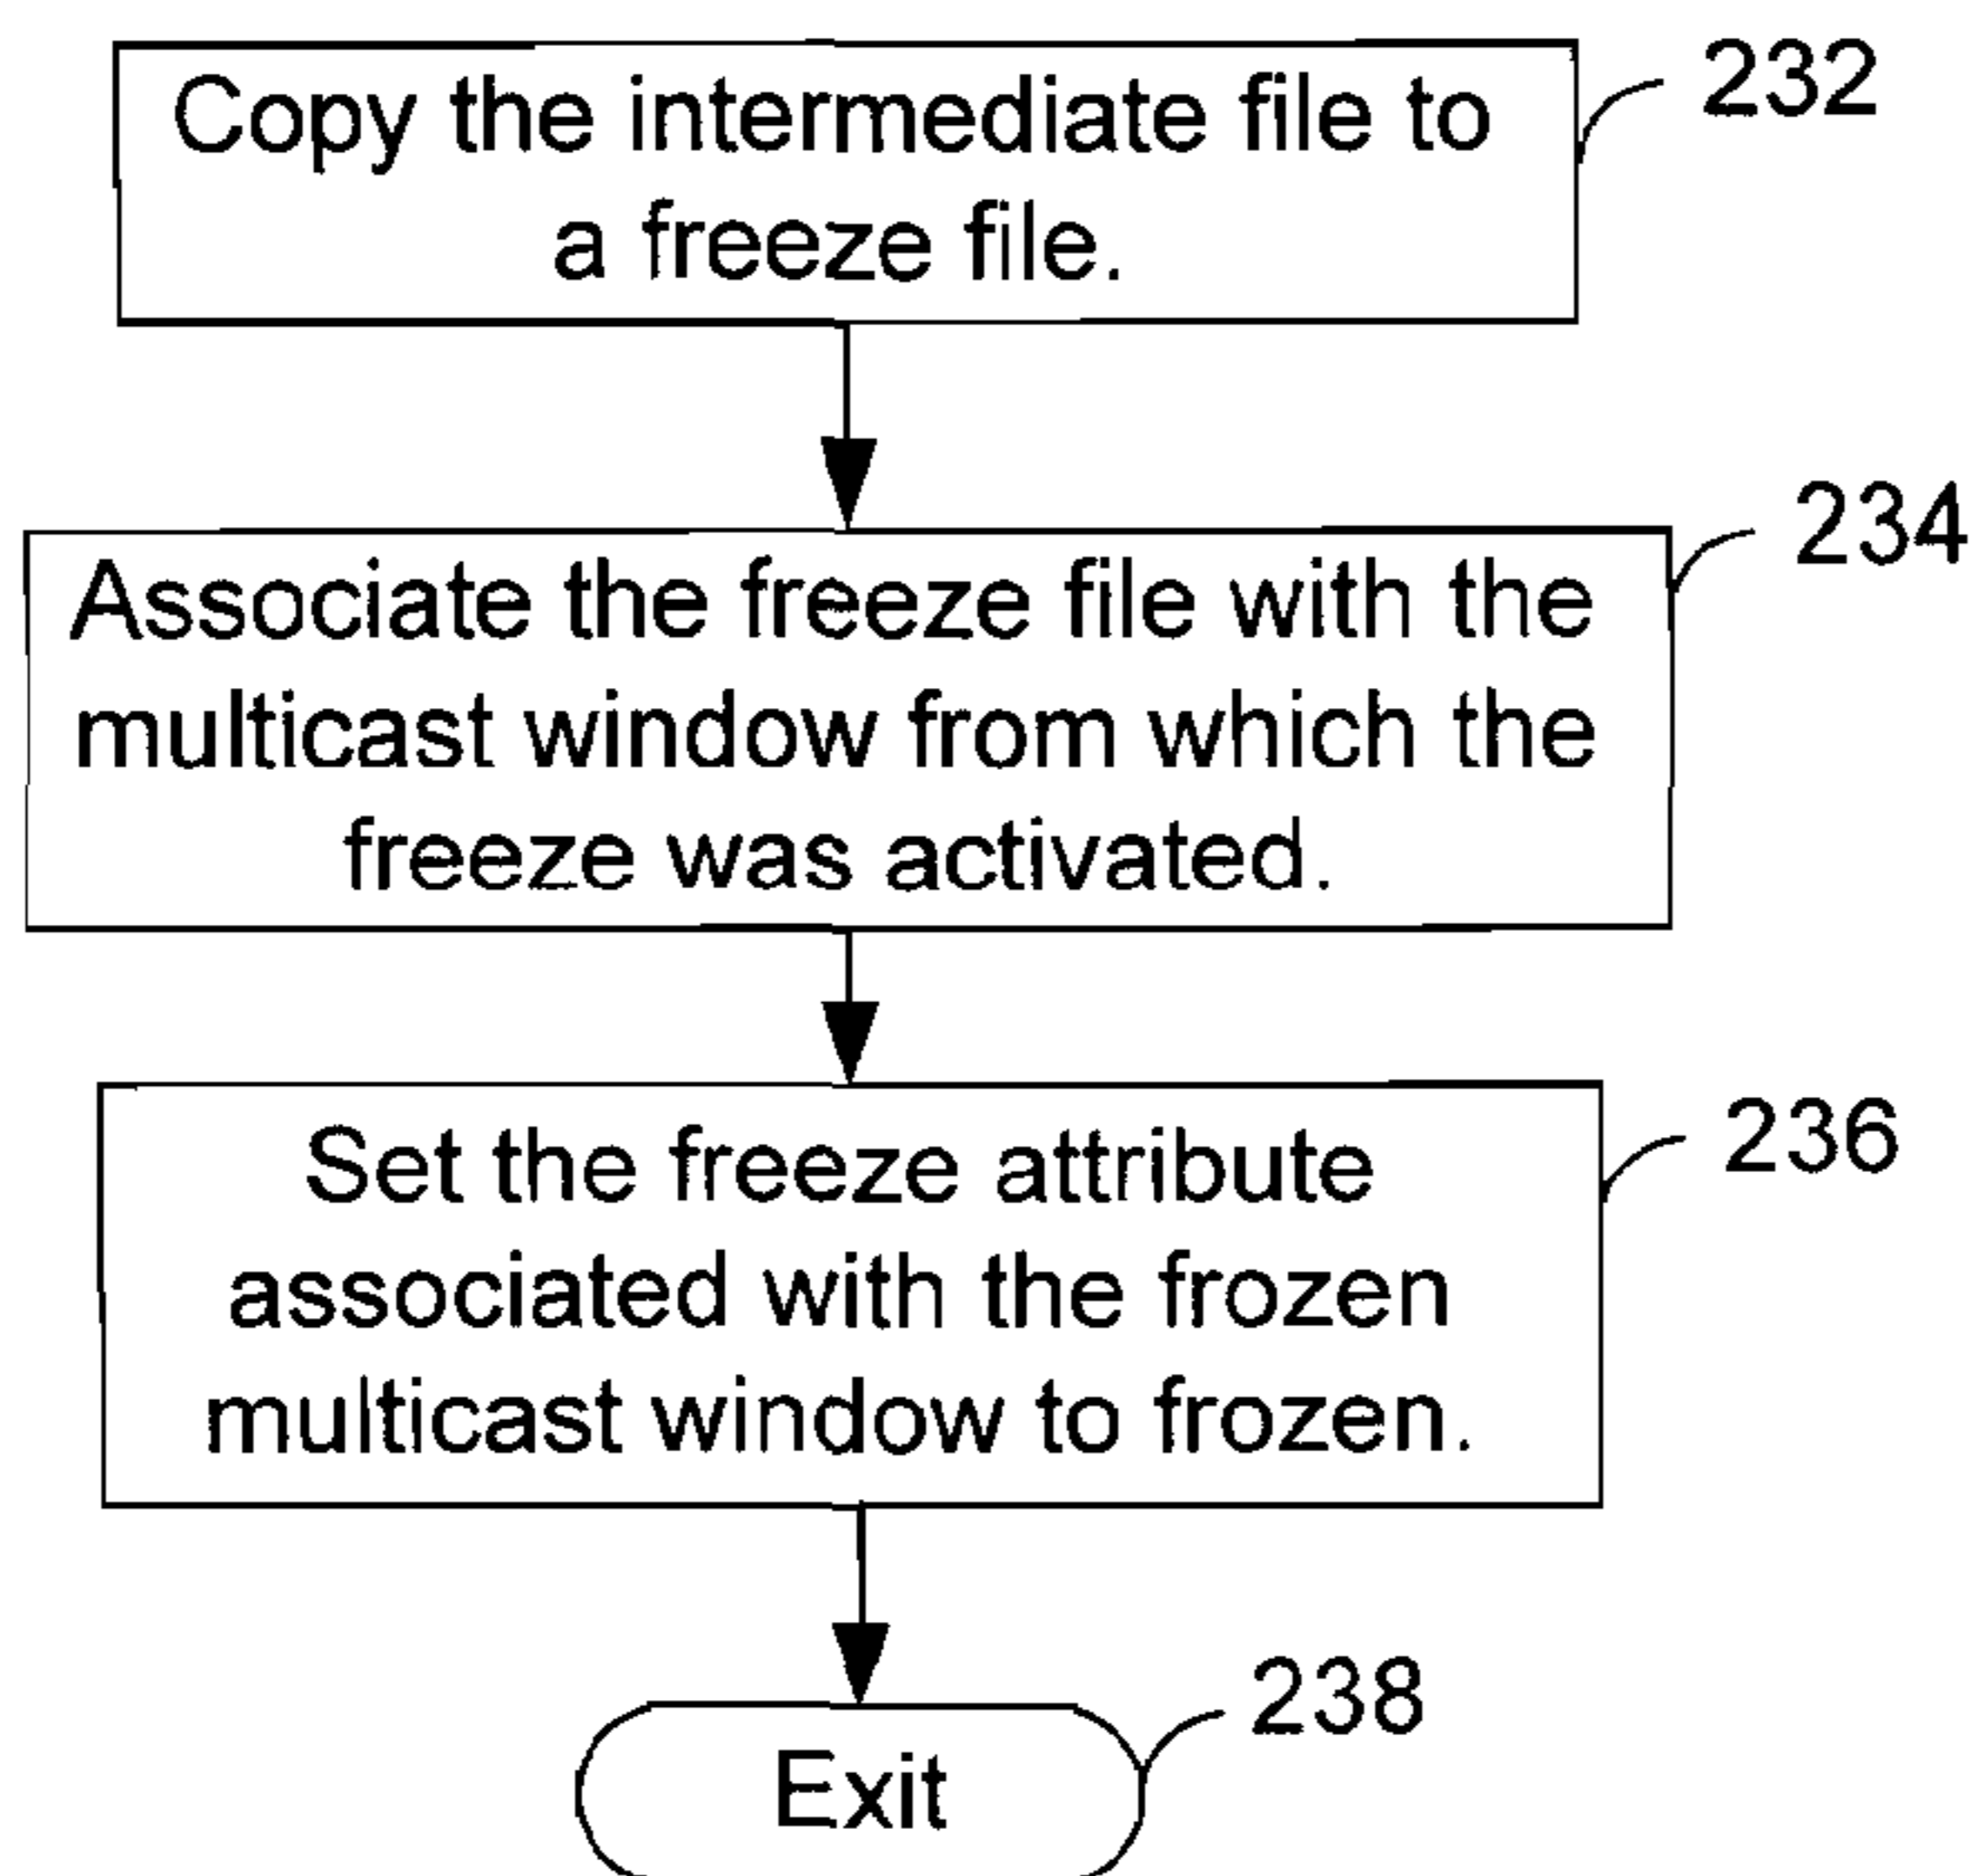 Copy the intermediate file to
a freeze file.
232
Associate the freeze file with the
multicast window from which the
freeze was activated.
234
Set the freeze attribute
associated with the frozen
multicast window to frozen.
236
Exit
238